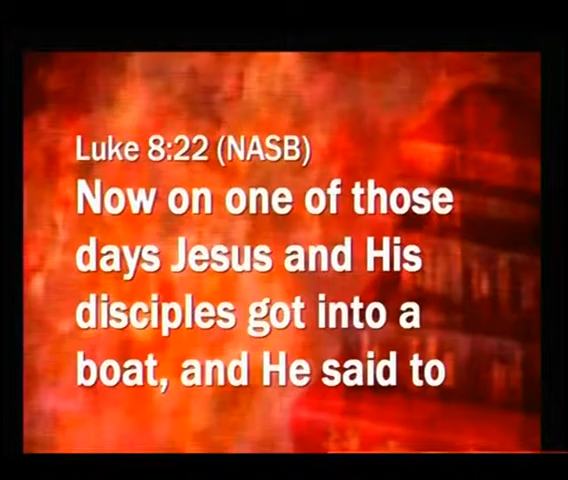 Luke 8:22 (NASB)
Now on one of those
days Jesus and His
disciples got into a
boat, and He said to